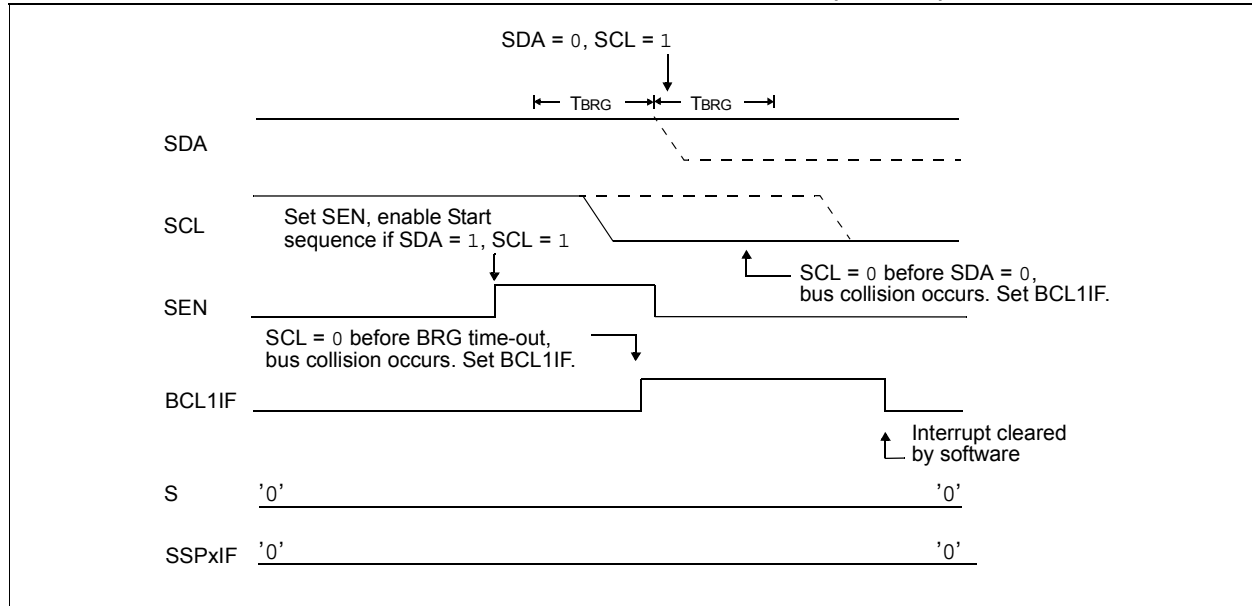 SDA = 0, SCL = 1
TBRG TBRG
SDA
SCL
Set SEN, enable Start
sequence if SDA = 1, SCL = 1
SCL = 0 before SDA = 0,
bus collision occurs. Set BCL1IF.
SEN
SCL = 0 before BRG time-out,
bus collision occurs. Set BCL1IF.
BCL1IF
Interrupt cleared
by software
S '0' '0'
SSPxIF '0' '0'